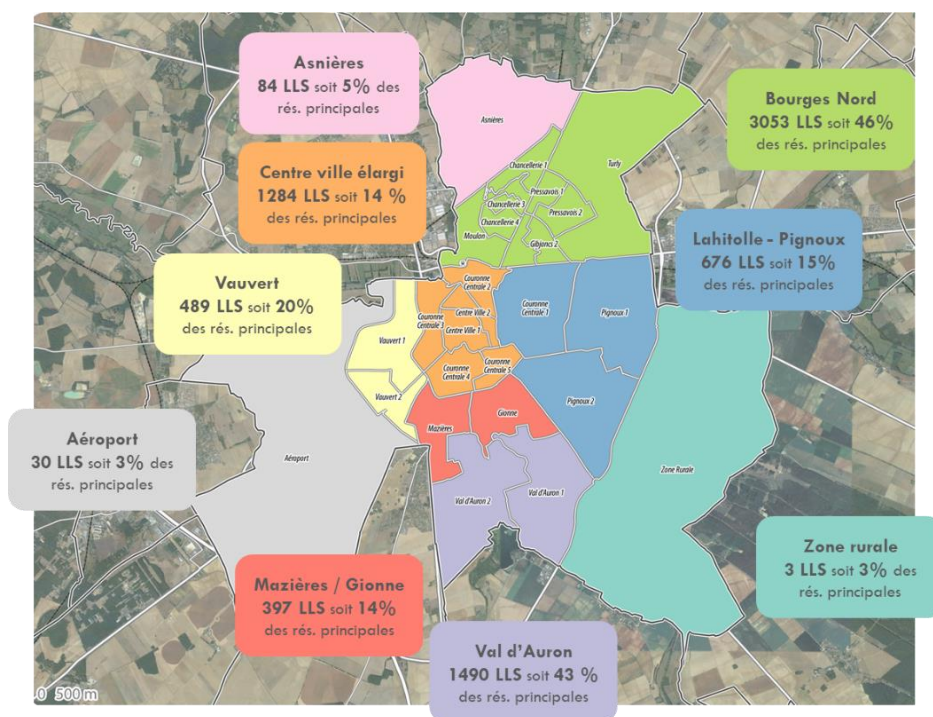 Asnières
84 LLS soit 5% des
rés. principales
Bourges Nord
3053 LLS soit 46%
des rés. principales
Centre ville élargi
1284 LLS soit 14 %
des rés. principales
Lahitolle - Pignoux
676 LLS soit 15%
des rés. principales
Vauvert
489 LLS soit 20%
des rés. principales
Aéroport
30 LLS soit 3% des
rés. principales
Mazières / Gionne
397 LLS soit 14%
des rés. principales
Val d'Auron
1490 LLS soit 43 %
des rés. principales
Zone rurale
3 LLS soit 3% des
rés. principales
Asnières
Chancellerie 1
Turly
Pressavois 1
Chancellerie 3
Pressavois 2
Chancellerie 4
Moulon
Gibjoncs 2
Couronne
Centrale 2
Couronne
Centrale 3
Centre Ville 2
Centre Ville 1
Couronne
Centrale 1
Pignoux 1
Vauvert 1
Couronne
Centrale 4
Couronne
Centrale 5
Vauvert 2
Pignoux 2
Mazières
Gionne
Aéroport
Zone Rurale
Val d'Auron 2
Val d'Auron 1
0 500 m